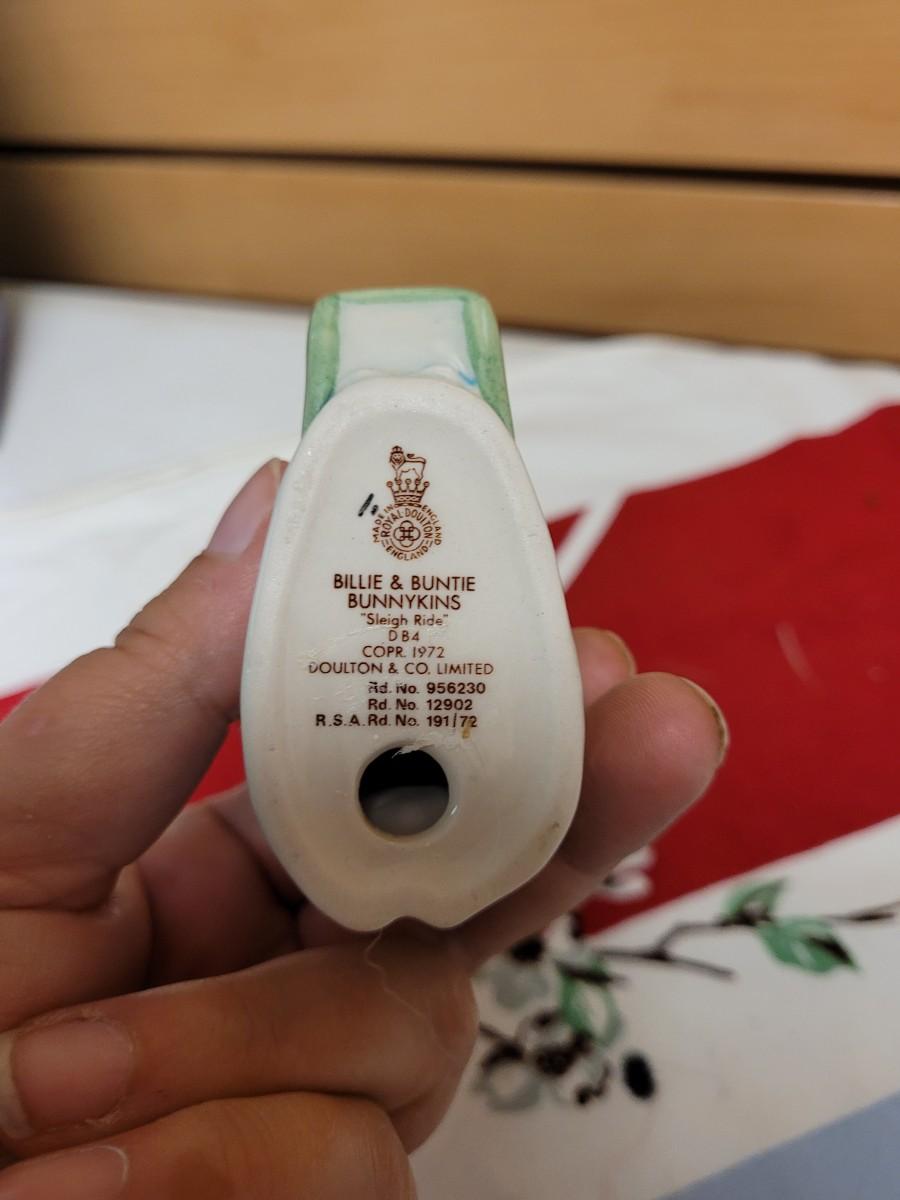 MADE IN ENGLAND
ROYAL DOULTON
ENGLAND
BILLIE & BUNTIE
BUNNYKINS
"Sleigh Ride"
D B 4
COPR. 1972
DOULTON & CO. LIMITED
Rd. No. 956230
Rd. No. 12902
R.S.A. Rd. No. 191/72